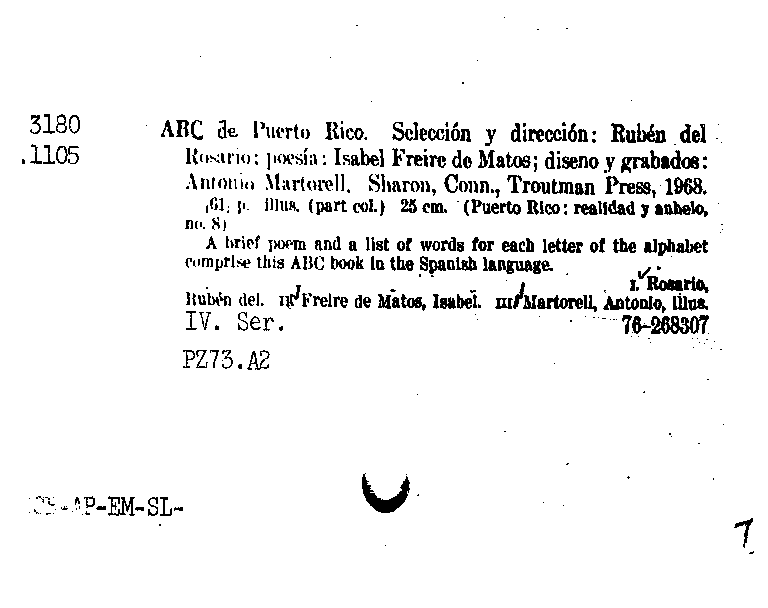 3180
.1105
ABC de Puerto Rico. Selección y dirección: Rubén del
Rosario; poesía: Isabel Freire de Matos; diseno y grabados:
Antonio Martorell. Sharon, Conn., Troutman Press, 1968.
[61] p. illus. (part col.) 25 cm. (Puerto Rico: realidad y anhelo,
no. 8)
A brief poem and a list of words for each letter of the alphabet
comprise this ABC book in the Spanish language.
I. Rosario,
Rubén del. II. Freire de Matos, Isabel. III. Martorell, Antonio, illus.
IV. Ser. 76-268307
PZ73.A2
-AP-EM-SL-
7